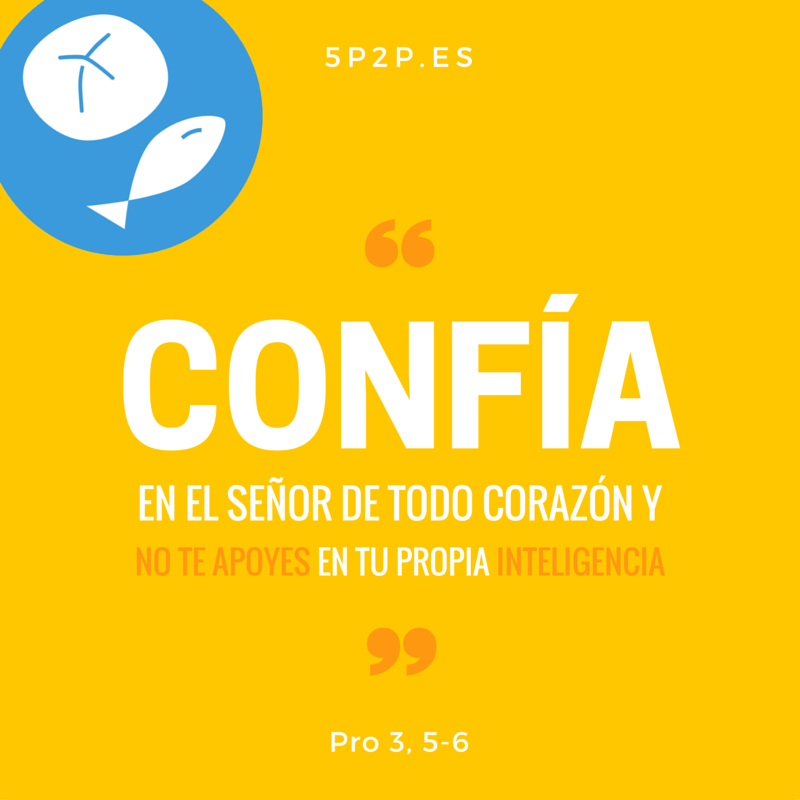 5P2P.ES
“
CONFÍA
EN EL SEÑOR DE TODO CORAZÓN Y
NO TE APOYES EN TU PROPIA INTELIGENCIA
”
Pro 3, 5-6